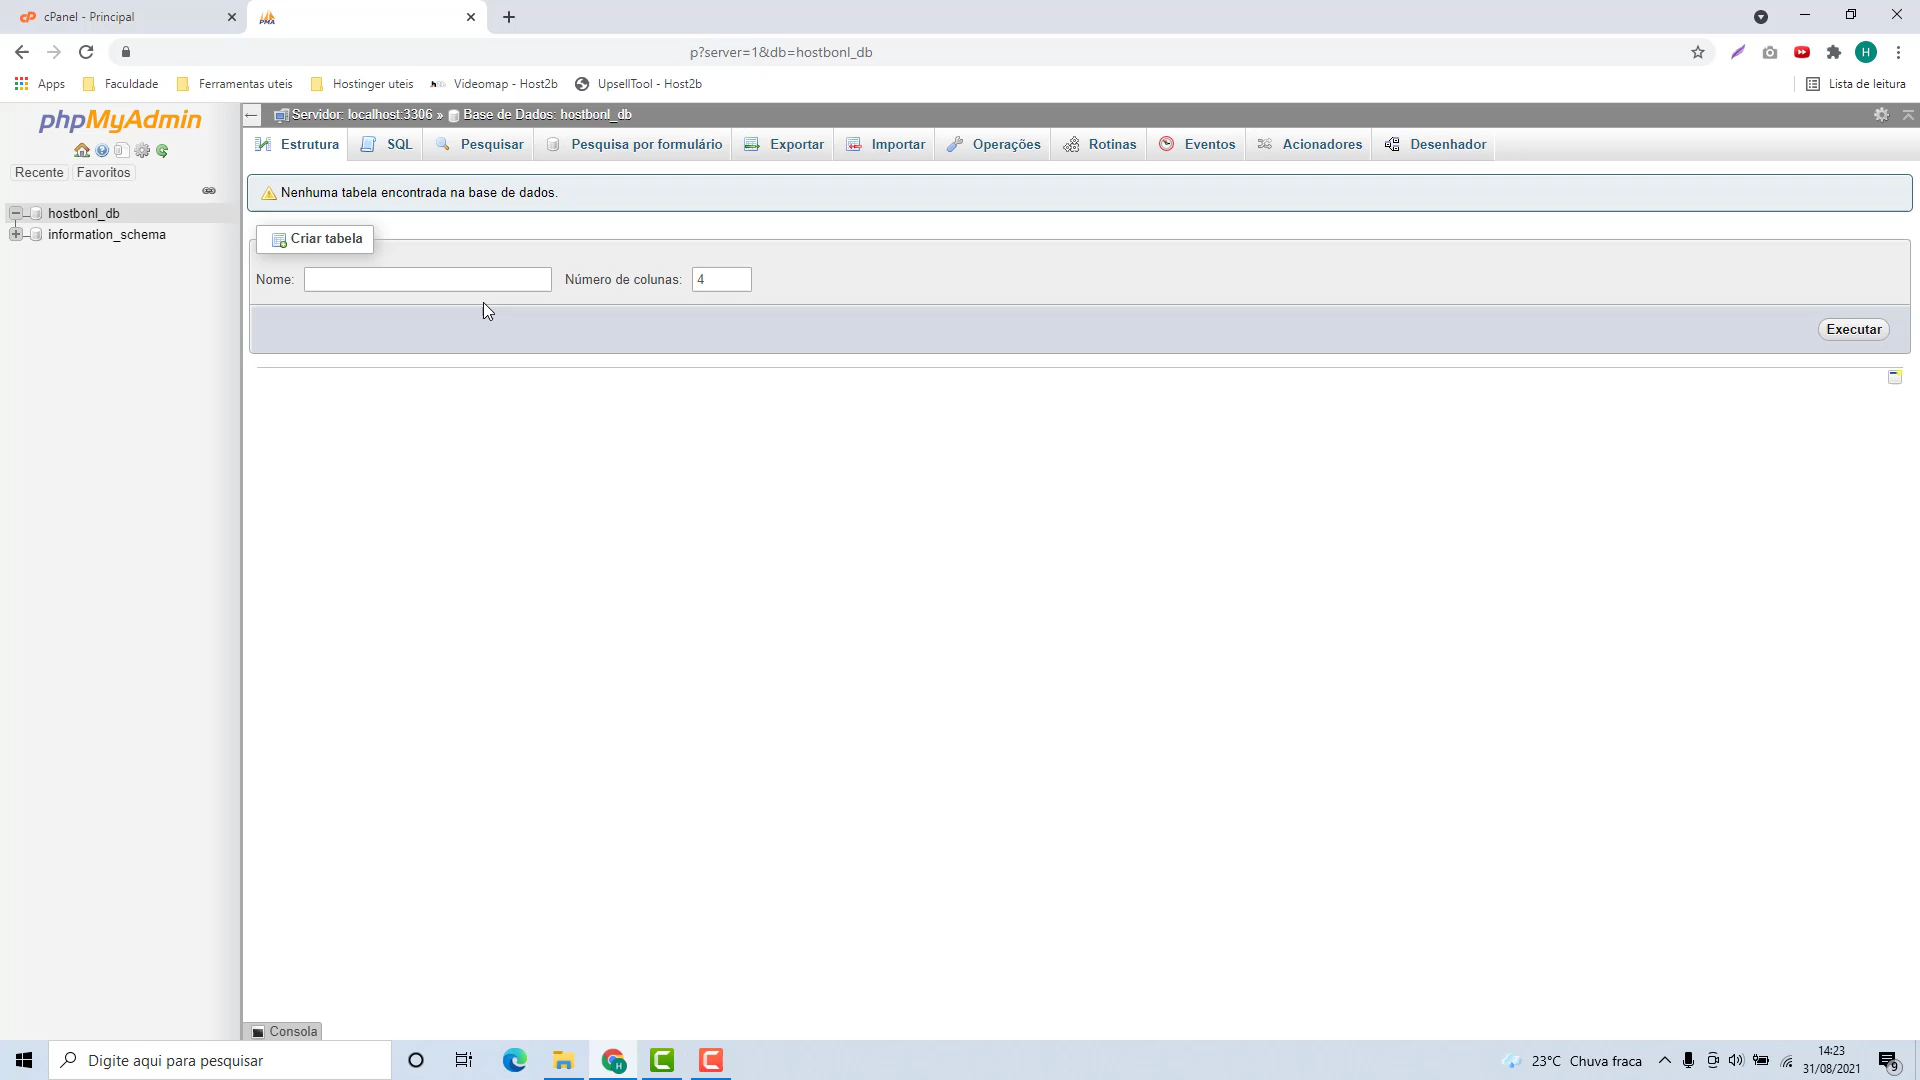 cPanel - Principal
PMA
p?server=1&db=hostbonl_db
Apps Faculdade Ferramentas uteis Hostinger uteis Videomap - Host2b UpsellTool - Host2b Lista de leitura
phpMyAdmin
Servidor: localhost:3306 » Base de Dados: hostbonl_db
Estrutura SQL Pesquisar Pesquisa por formulário Exportar Importar Operações Rotinas Eventos Acionadores Desenhador
Recente Favoritos
Nenhuma tabela encontrada na base de dados.
hostbonl_db
information_schema
Criar tabela
Nome: Número de colunas: 4
Executar
Consola
Digite aqui para pesquisar
23°C Chuva fraca
14:23
31/08/2021
9